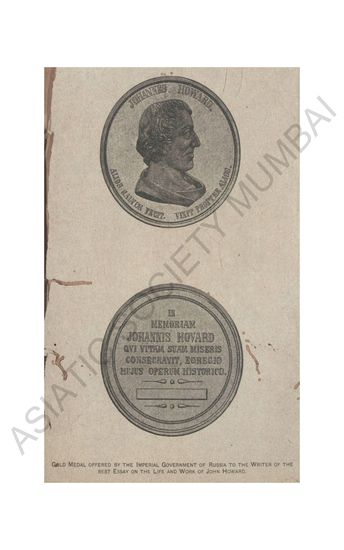 JOHANNES HOWARD.
ALIOS SALVOS FECIT. VIXIT PROPTER ALIOS.
IN
MEMORIAM
JOHANNIS HOVARD
QVI VITAM SUAM MISERIS
CONSECRAVIT, EGREGIO
HUJUS OPERUM HISTORICO.
GOLD MEDAL OFFERED BY THE IMPERIAL GOVERNMENT OF RUSSIA TO THE WRITER OF THE
BEST ESSAY ON THE LIFE AND WORK OF JOHN HOWARD.
ASIATIC SOCIETY MUMBAI